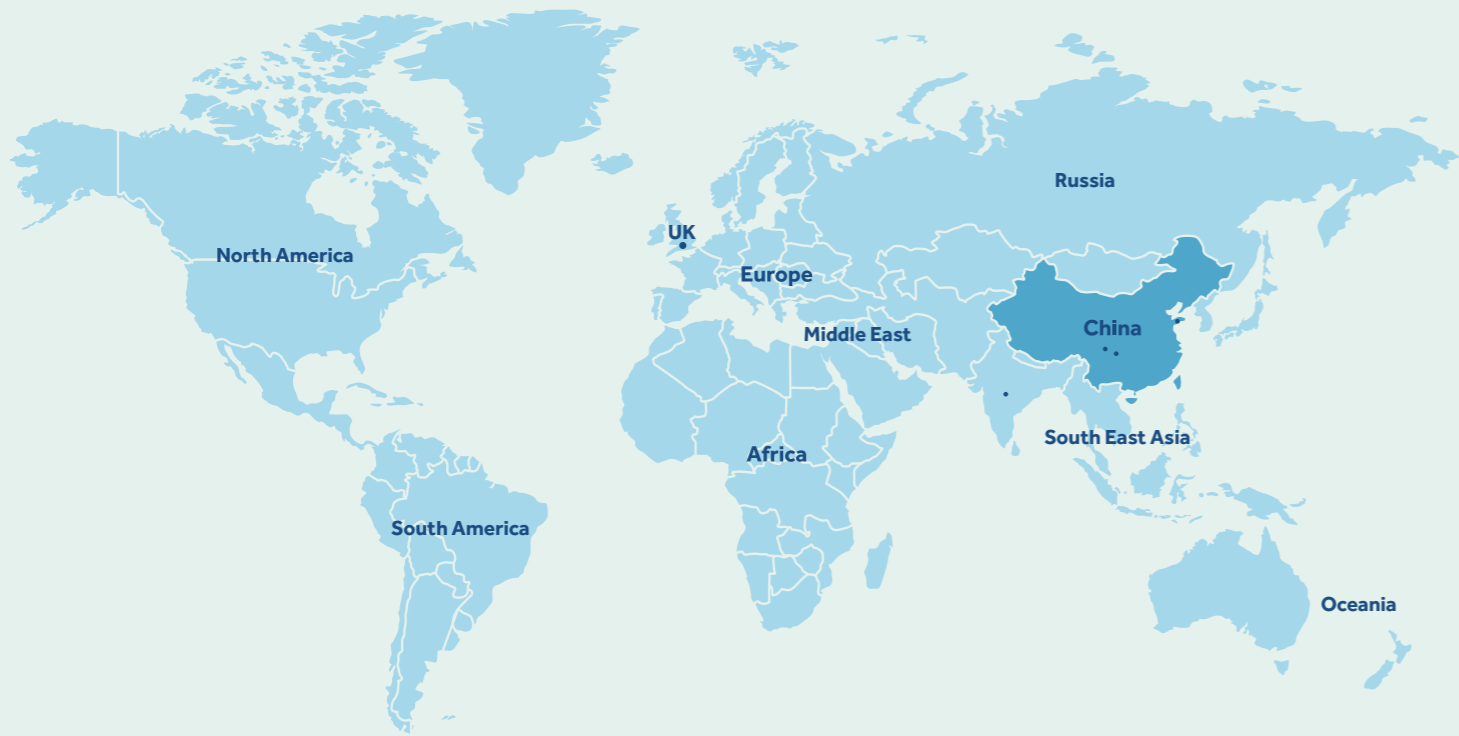 Russia
UK
North America
Europe
China
Middle East
South East Asia
Africa
South America
Oceania